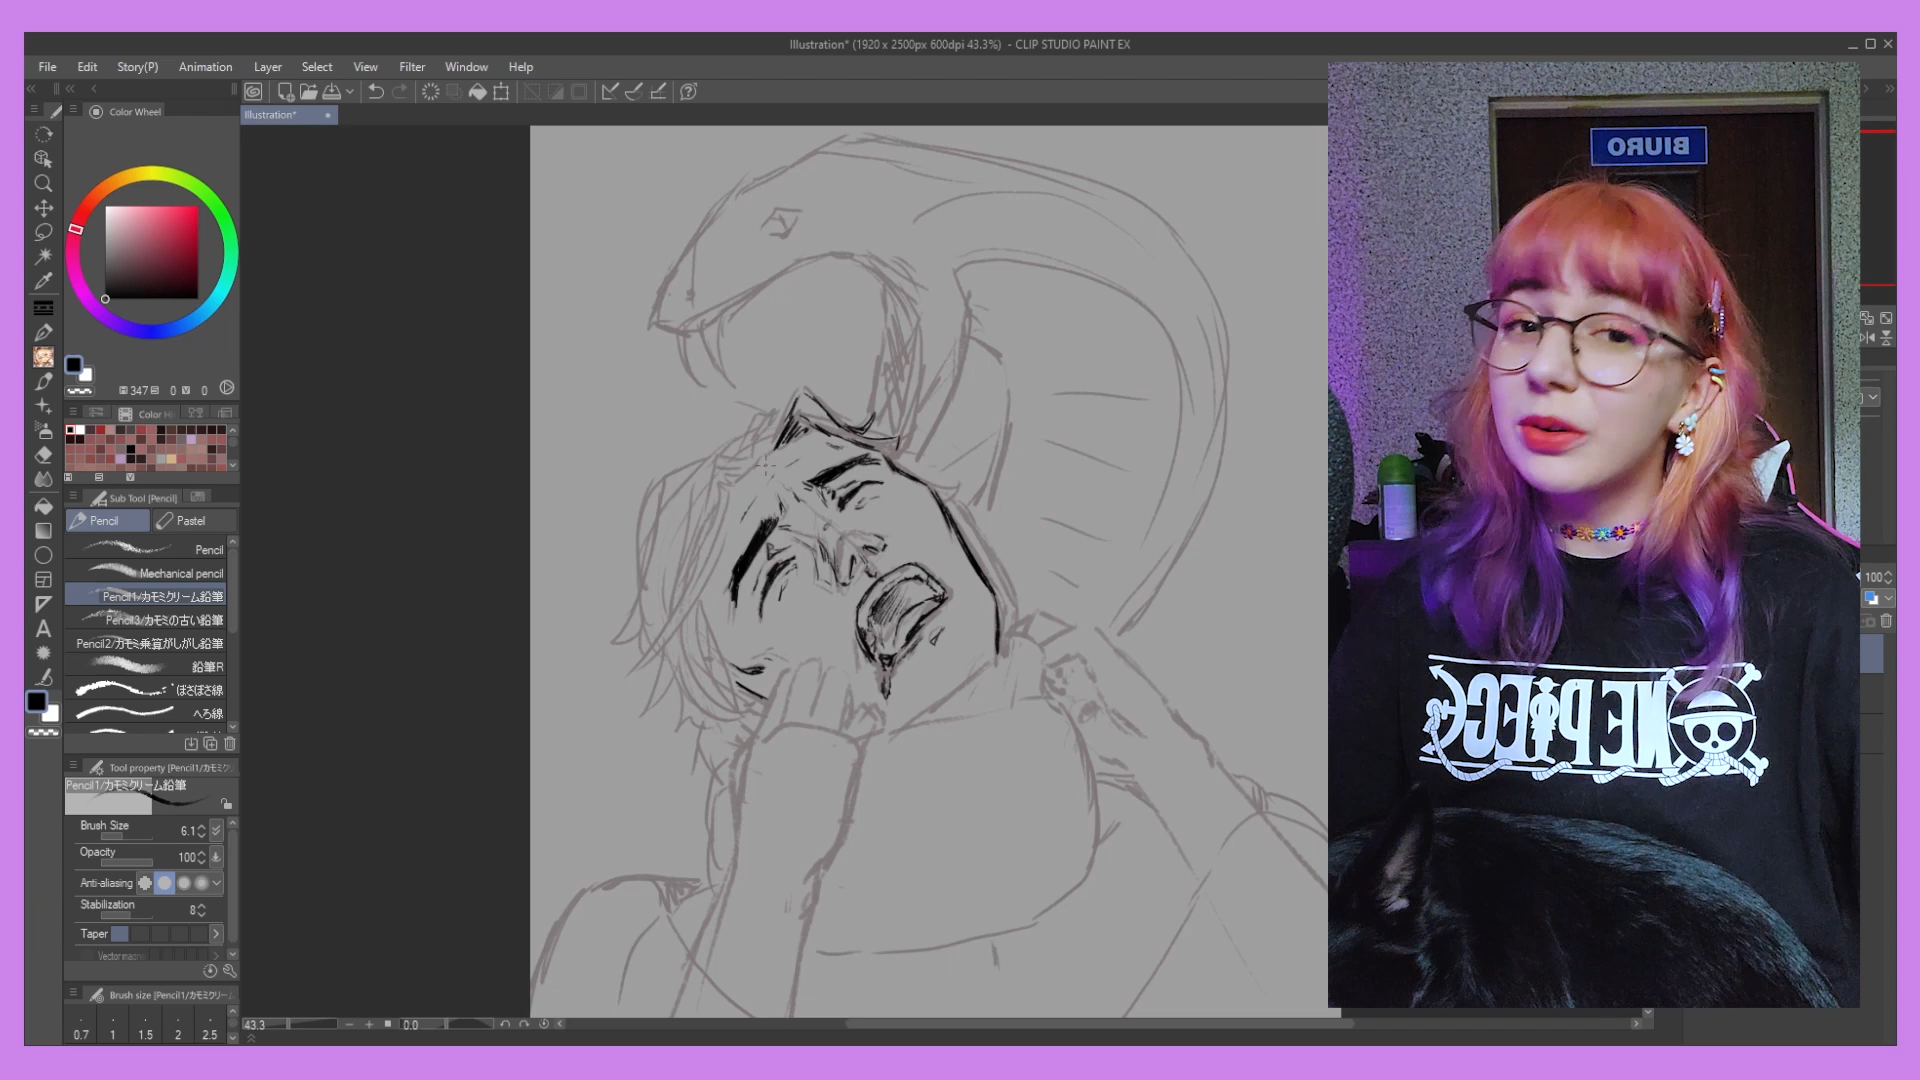 Illustration* (1920 x 2500px 600dpi 43.3%) - CLIP STUDIO PAINT EX
File Edit Story(P) Animation Layer Select View Filter Window Help
Color Wheel
Illustration*
BIURO
347 0 0
Color
Sub Tool [Pencil]
Pencil Pastel
Pencil
Mechanical pencil
Pencil1/カモミクリーム鉛筆
Pencil3/カモミの古い鉛筆
Pencil2/カモミ乗算がしがし鉛筆
鉛筆R
ぼさぼさ線
へろ線
Tool property [Pencil1/カモミク
Pencil1/カモミクリーム鉛筆
Brush Size 6.1
Opacity 100
Anti-aliasing
Stabilization 8
Taper
Vector
Brush size [Pencil1/カモミクリー
0.7 1 1.5 2 2.5
43.3 0.0
100
ONE PIECE